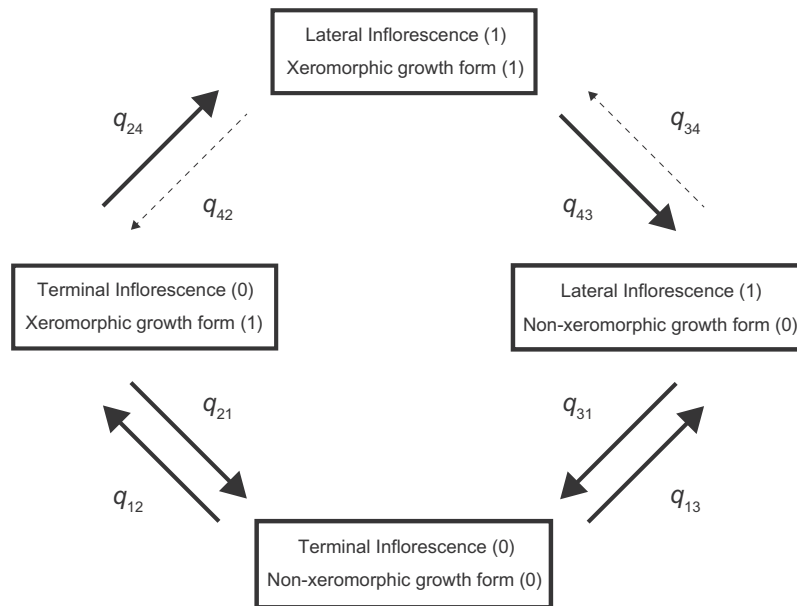 Lateral Inflorescence (1)
Xeromorphic growth form (1)
q24
q34
q42
q43
Terminal Inflorescence (0)
Xeromorphic growth form (1)
Lateral Inflorescence (1)
Non-xeromorphic growth form (0)
q21
q31
q12
q13
Terminal Inflorescence (0)
Non-xeromorphic growth form (0)